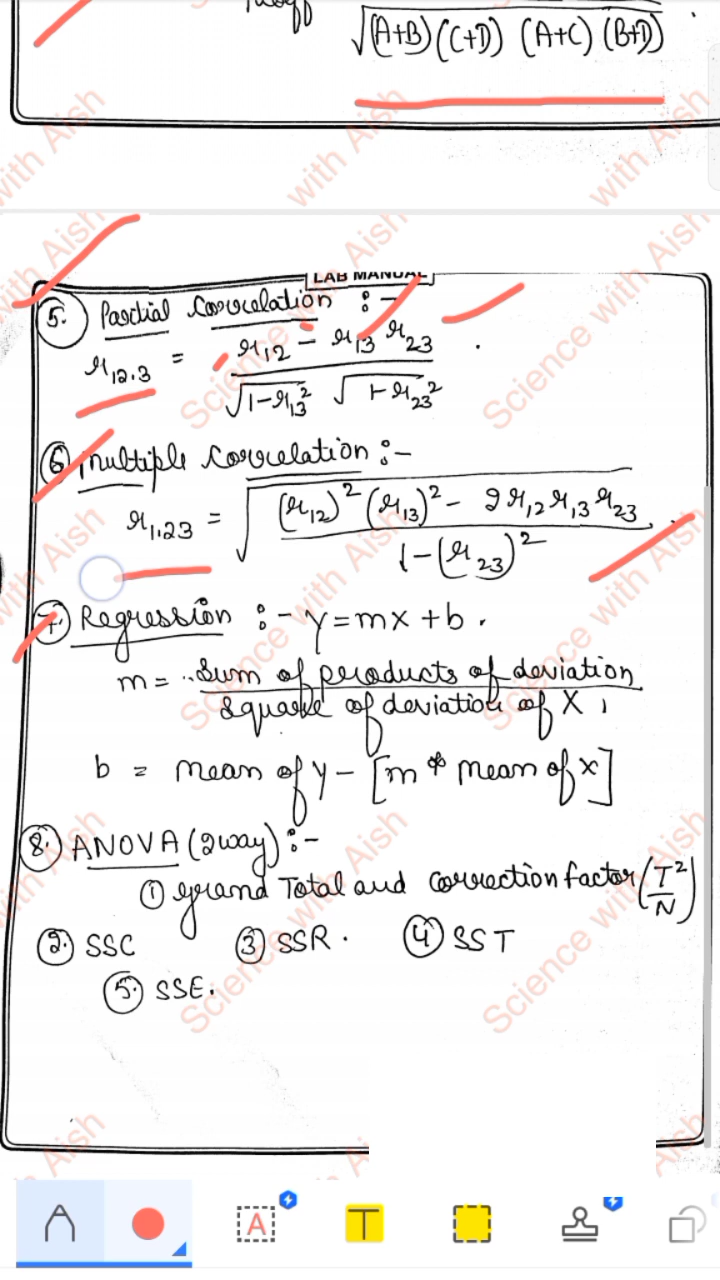 √(A+B) (C+D) (A+C) (B+D)
LAB MANUAL
5. Partial Correlation :-
r12.3 = r12 - r13 r23 / √1-r13² √1-r23²
6 Multiple Correlation :-
r1.23 = √(r12)² (r13)² - 2r12 r13 r23 / 1-(r23)²
7. Regression :- y=mx +b.
m = Sum of products of deviation
Square of deviation of X,
b = mean of y - [m * mean of x]
8. ANOVA (2way) :-
① grand Total and correction factor (T²/N)
②. SSC ③ SSR. ④ SST
⑤. SSE.
Science with Aish